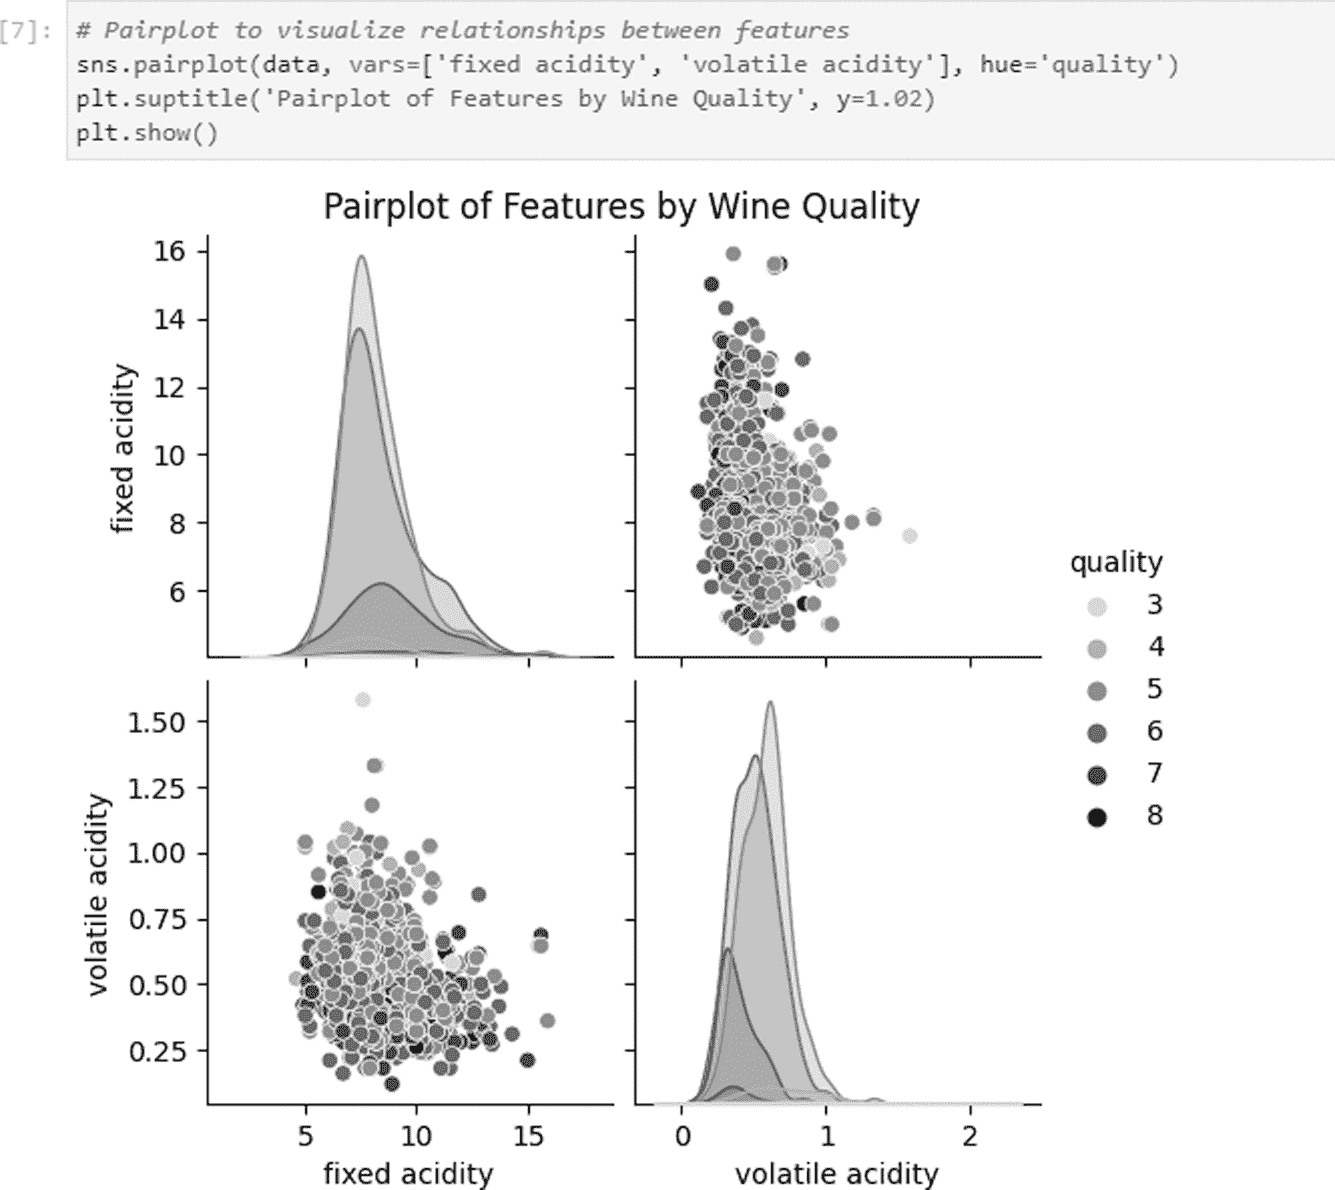 [7]:
# Pairplot to visualize relationships between features
sns.pairplot(data, vars=['fixed acidity', 'volatile acidity'], hue='quality')
plt.suptitle('Pairplot of Features by Wine Quality', y=1.02)
plt.show()
Pairplot of Features by Wine Quality
16
14
12
10
8
6
fixed acidity
quality
3
4
5
6
7
8
1.50
1.25
1.00
0.75
0.50
0.25
volatile acidity
5 10 15
fixed acidity
0 1 2
volatile acidity